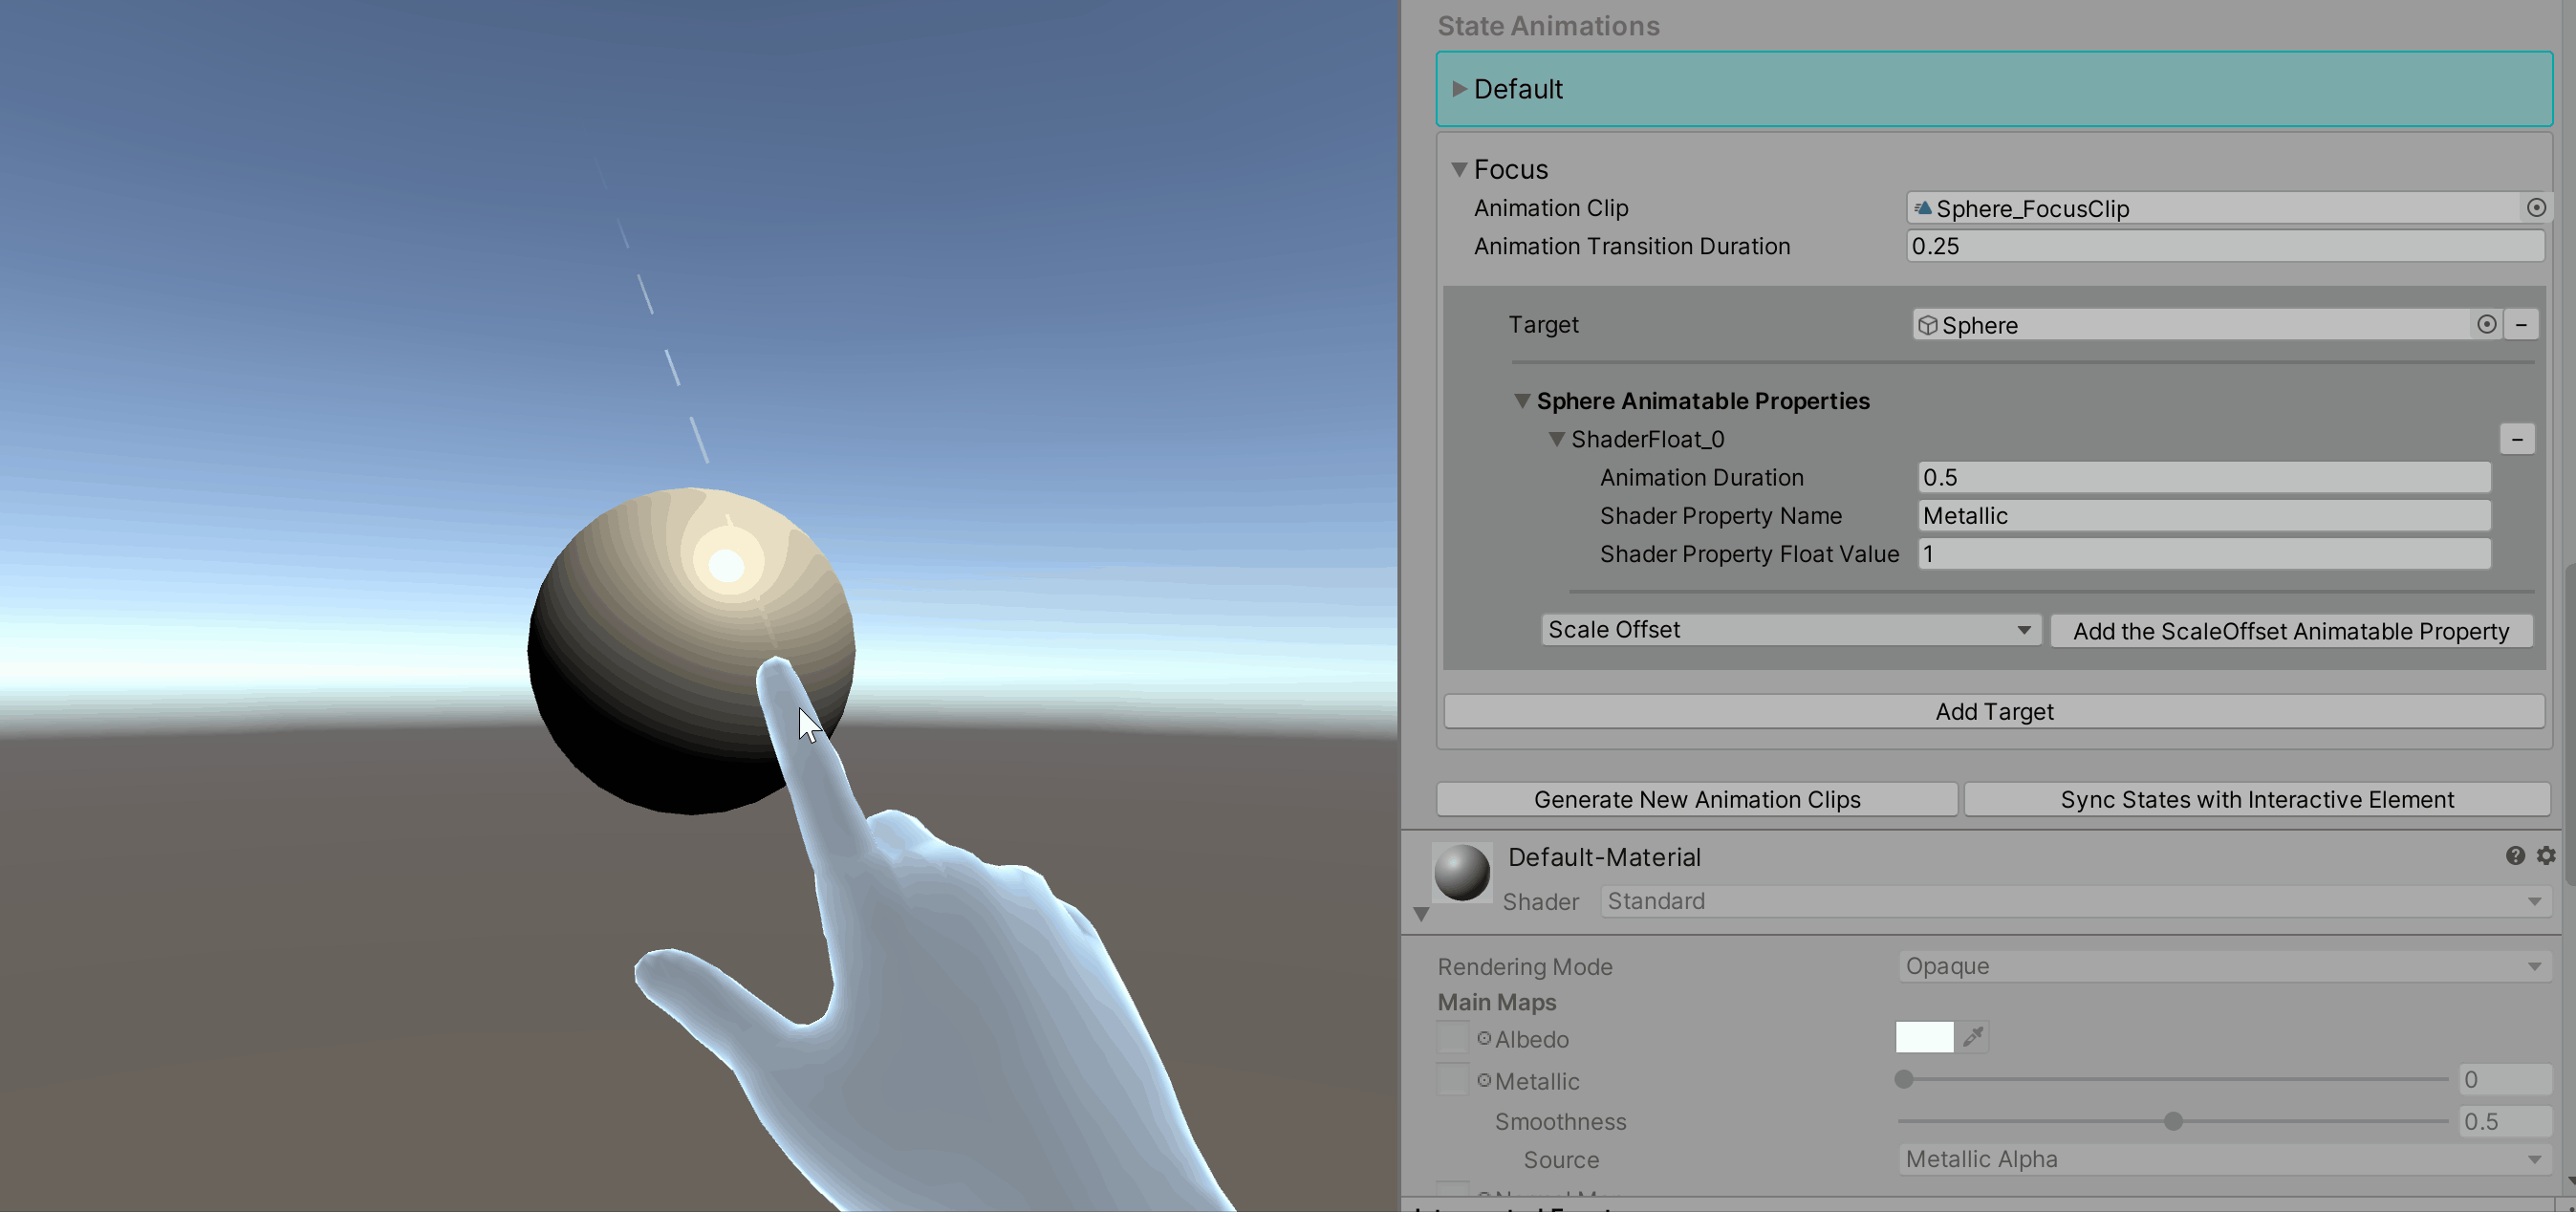 State Animations
Default
Focus
Animation Clip Sphere_FocusClip
Animation Transition Duration 0.25
Target Sphere
Sphere Animatable Properties
ShaderFloat_0
Animation Duration 0.5
Shader Property Name Metallic
Shader Property Float Value 1
Scale Offset Add the ScaleOffset Animatable Property
Add Target
Generate New Animation Clips Sync States with Interactive Element
Default-Material
Shader Standard
Rendering Mode Opaque
Main Maps
Albedo
Metallic 0
Smoothness 0.5
Source Metallic Alpha